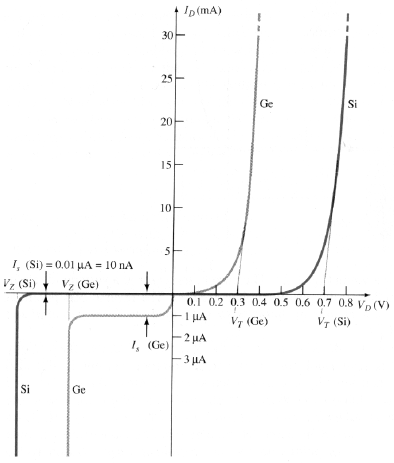 I_D (mA)
30
25
20
15
10
5
Ge
Si
I_s (Si) = 0.01 μA = 10 nA
V_Z (Si)
V_Z (Ge)
0.1 0.2 0.3 0.4 0.5 0.6 0.7 0.8 V_D (V)
1 μA
V_T (Ge)
V_T (Si)
2 μA
I_s (Ge)
3 μA
Si
Ge